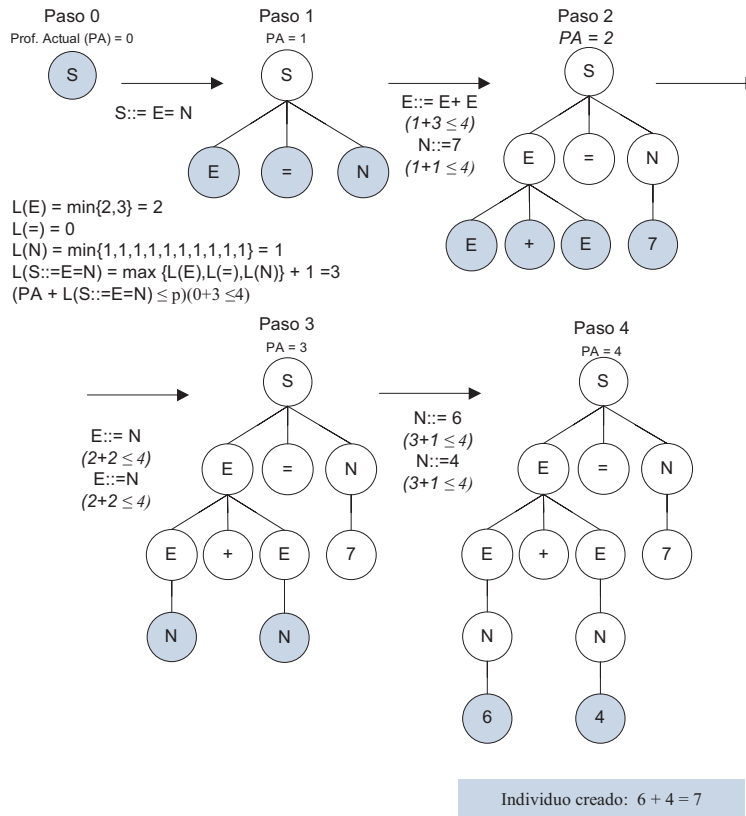 Paso 0
Prof. Actual (PA) = 0
S
S::= E= N
Paso 1
PA = 1
S
E
=
N
E::= E+ E
(1+3 ≤ 4)
N::=7
(1+1 ≤ 4)
Paso 2
PA = 2
S
E
=
N
E
+
E
7
L(E) = min{2,3} = 2
L(=) = 0
L(N) = min{1,1,1,1,1,1,1,1,1,1} = 1
L(S::=E=N) = max {L(E),L(=),L(N)} + 1 =3
(PA + L(S::=E=N) ≤ p)(0+3 ≤4)
E::= N
(2+2 ≤ 4)
E::=N
(2+2 ≤ 4)
Paso 3
PA = 3
S
E
=
N
E
+
E
7
N
N
N::= 6
(3+1 ≤ 4)
N::=4
(3+1 ≤ 4)
Paso 4
PA = 4
S
E
=
N
E
+
E
7
N
N
6
4
Individuo creado: 6 + 4 = 7